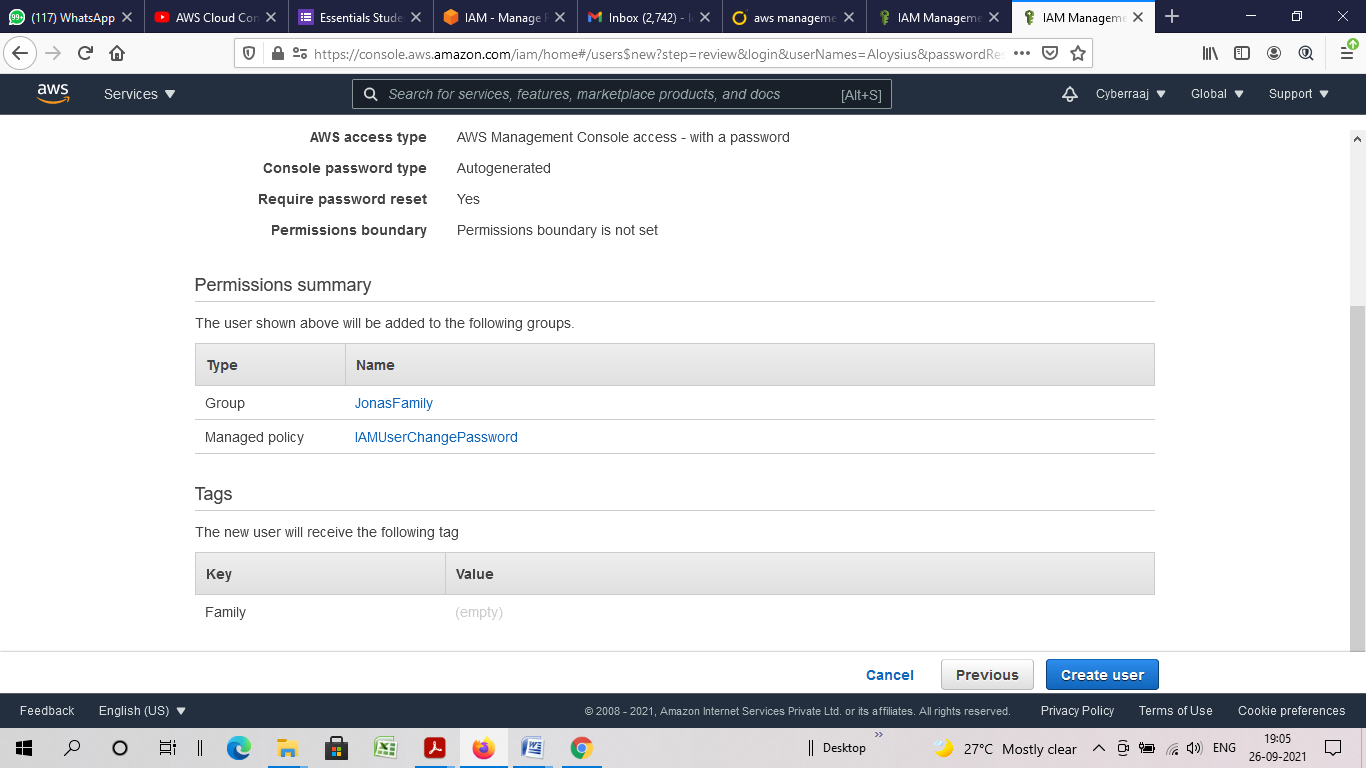 (117) WhatsApp
AWS Cloud Con
Essentials Stude
IAM - Manage
Inbox (2,742) -
aws manageme
IAM Manageme
IAM Manageme
https://console.aws.amazon.com/iam/home#/users$new?step=review&login&userNames=Aloysius&passwordRes
aws
Services
Search for services, features, marketplace products, and docs [Alt+S]
Cyberraaj
Global
Support
AWS access type AWS Management Console access - with a password
Console password type Autogenerated
Require password reset Yes
Permissions boundary Permissions boundary is not set
Permissions summary
The user shown above will be added to the following groups.
Type Name
Group JonasFamily
Managed policy IAMUserChangePassword
Tags
The new user will receive the following tag
Key Value
Family (empty)
Cancel Previous Create user
Feedback English (US) © 2008 - 2021, Amazon Internet Services Private Ltd. or its affiliates. All rights reserved. Privacy Policy Terms of Use Cookie preferences
Desktop
27°C Mostly clear
ENG
19:05
26-09-2021